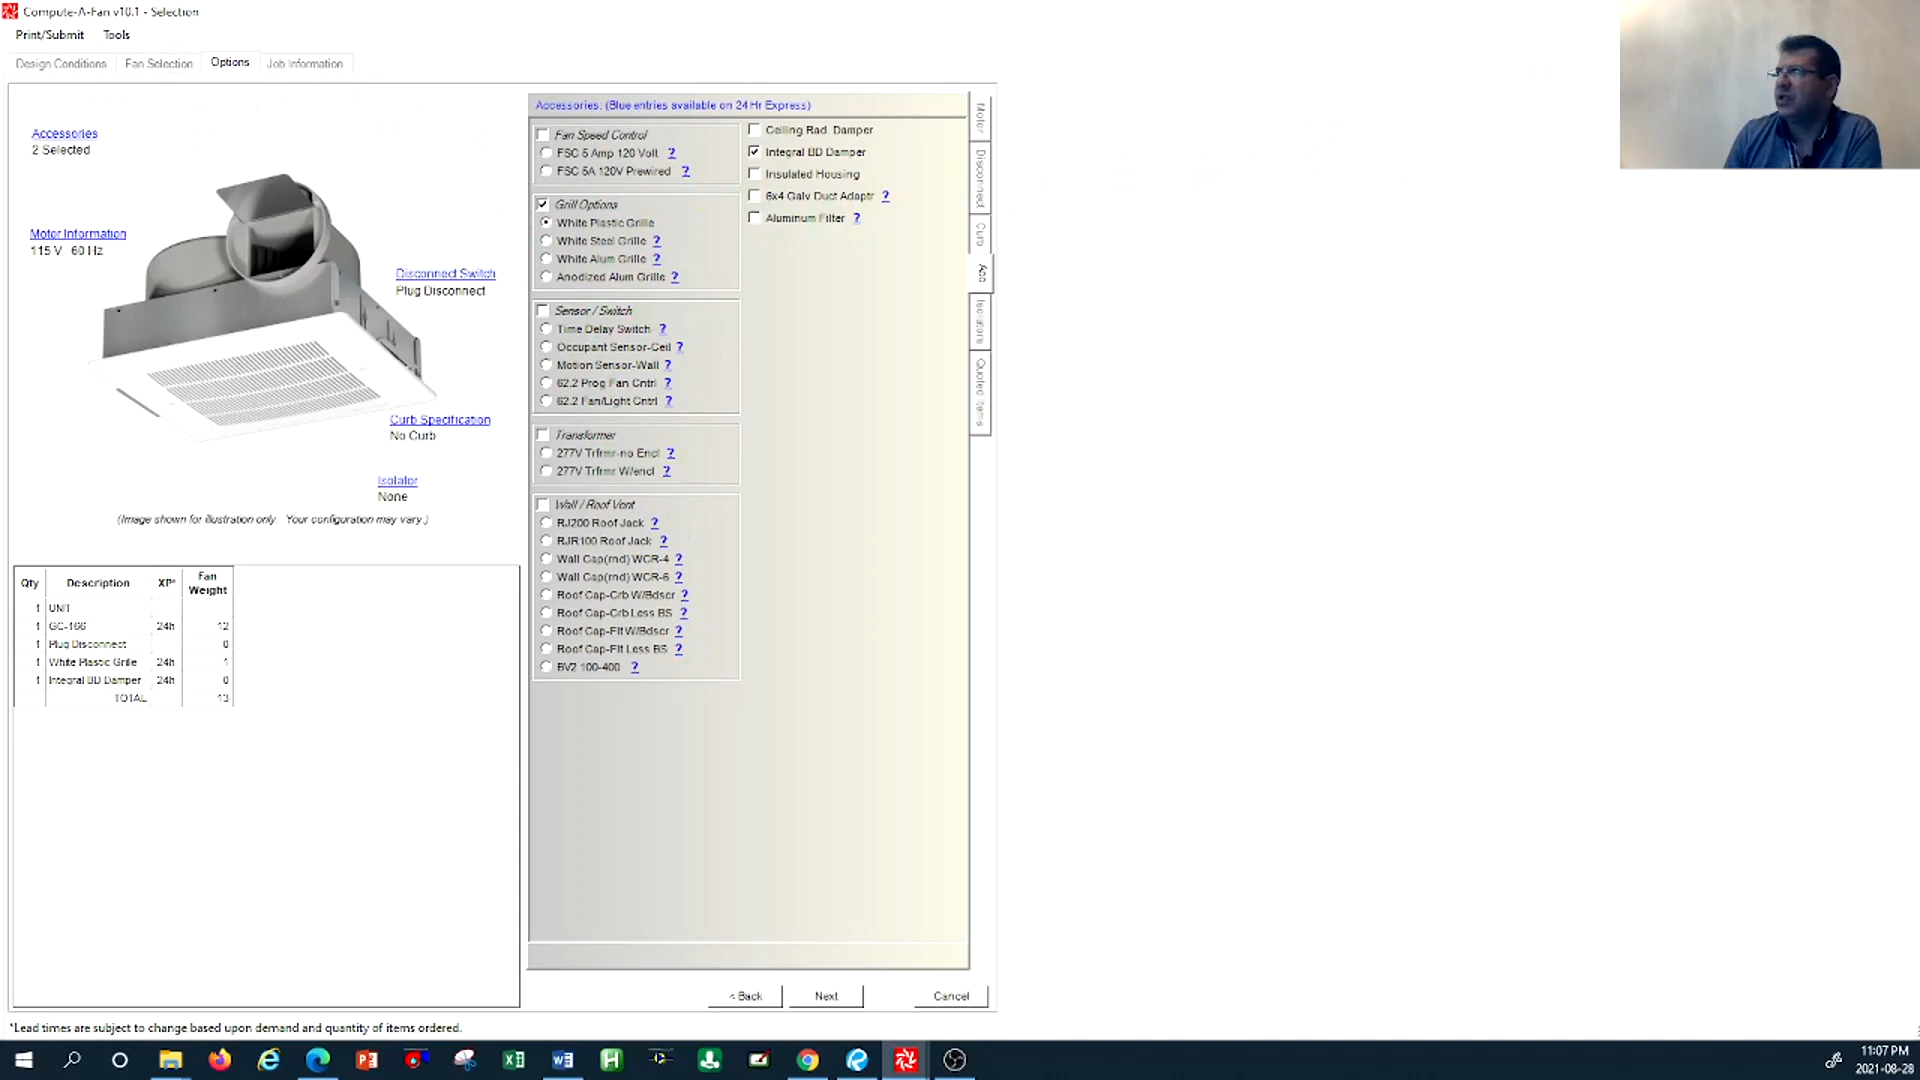 Compute-A-Fan v10.1 - Selection
Print/Submit Tools
Design Conditions Fan Selection Options Job Information
Accessories
2 Selected
Motor Information
115 V 60 Hz
Disconnect Switch
Plug Disconnect
Curb Specification
No Curb
Isolator
None
(Image shown for illustration only. Your configuration may vary.)
Qty Description XP* Fan Weight
1 UNIT
1 GC-166 24h 12
1 Plug Disconnect 0
1 White Plastic Grille 24h 1
1 Integral BD Damper 24h 0
TOTAL 13
Accessories: (Blue entries available on 24 Hr Express)
Fan Speed Control
FSC 5 Amp 120 Volt ?
FSC 5A 120V Prewired ?
Grill Options
White Plastic Grille
White Steel Grille ?
White Alum Grille ?
Anodized Alum Grille ?
Sensor / Switch
Time Delay Switch ?
Occupant Sensor-Ceil ?
Motion Sensor-Wall ?
62.2 Prog Fan Cntrl ?
62.2 Fan/Light Cntrl ?
Transformer
277V Trfrmr-no Encl ?
277V Trfrmr W/encl ?
Wall / Roof Vent
RJ200 Roof Jack ?
RJR100 Roof Jack ?
Wall Cap(rnd) WCR-4 ?
Wall Cap(rnd) WCR-6 ?
Roof Cap-Crb W/Bdscr ?
Roof Cap-Crb Less BS ?
Roof Cap-Flt W/Bdscr ?
Roof Cap-Flt Less BS ?
BV2 100-400 ?
Ceiling Rad. Damper
Integral BD Damper
Insulated Housing
6x4 Galv Duct Adaptr ?
Aluminum Filter ?
Motor
Disconnect
Curb
Acc
Isolators
Quoted Items
< Back Next Cancel
*Lead times are subject to change based upon demand and quantity of items ordered.
11:07 PM
2021-08-28